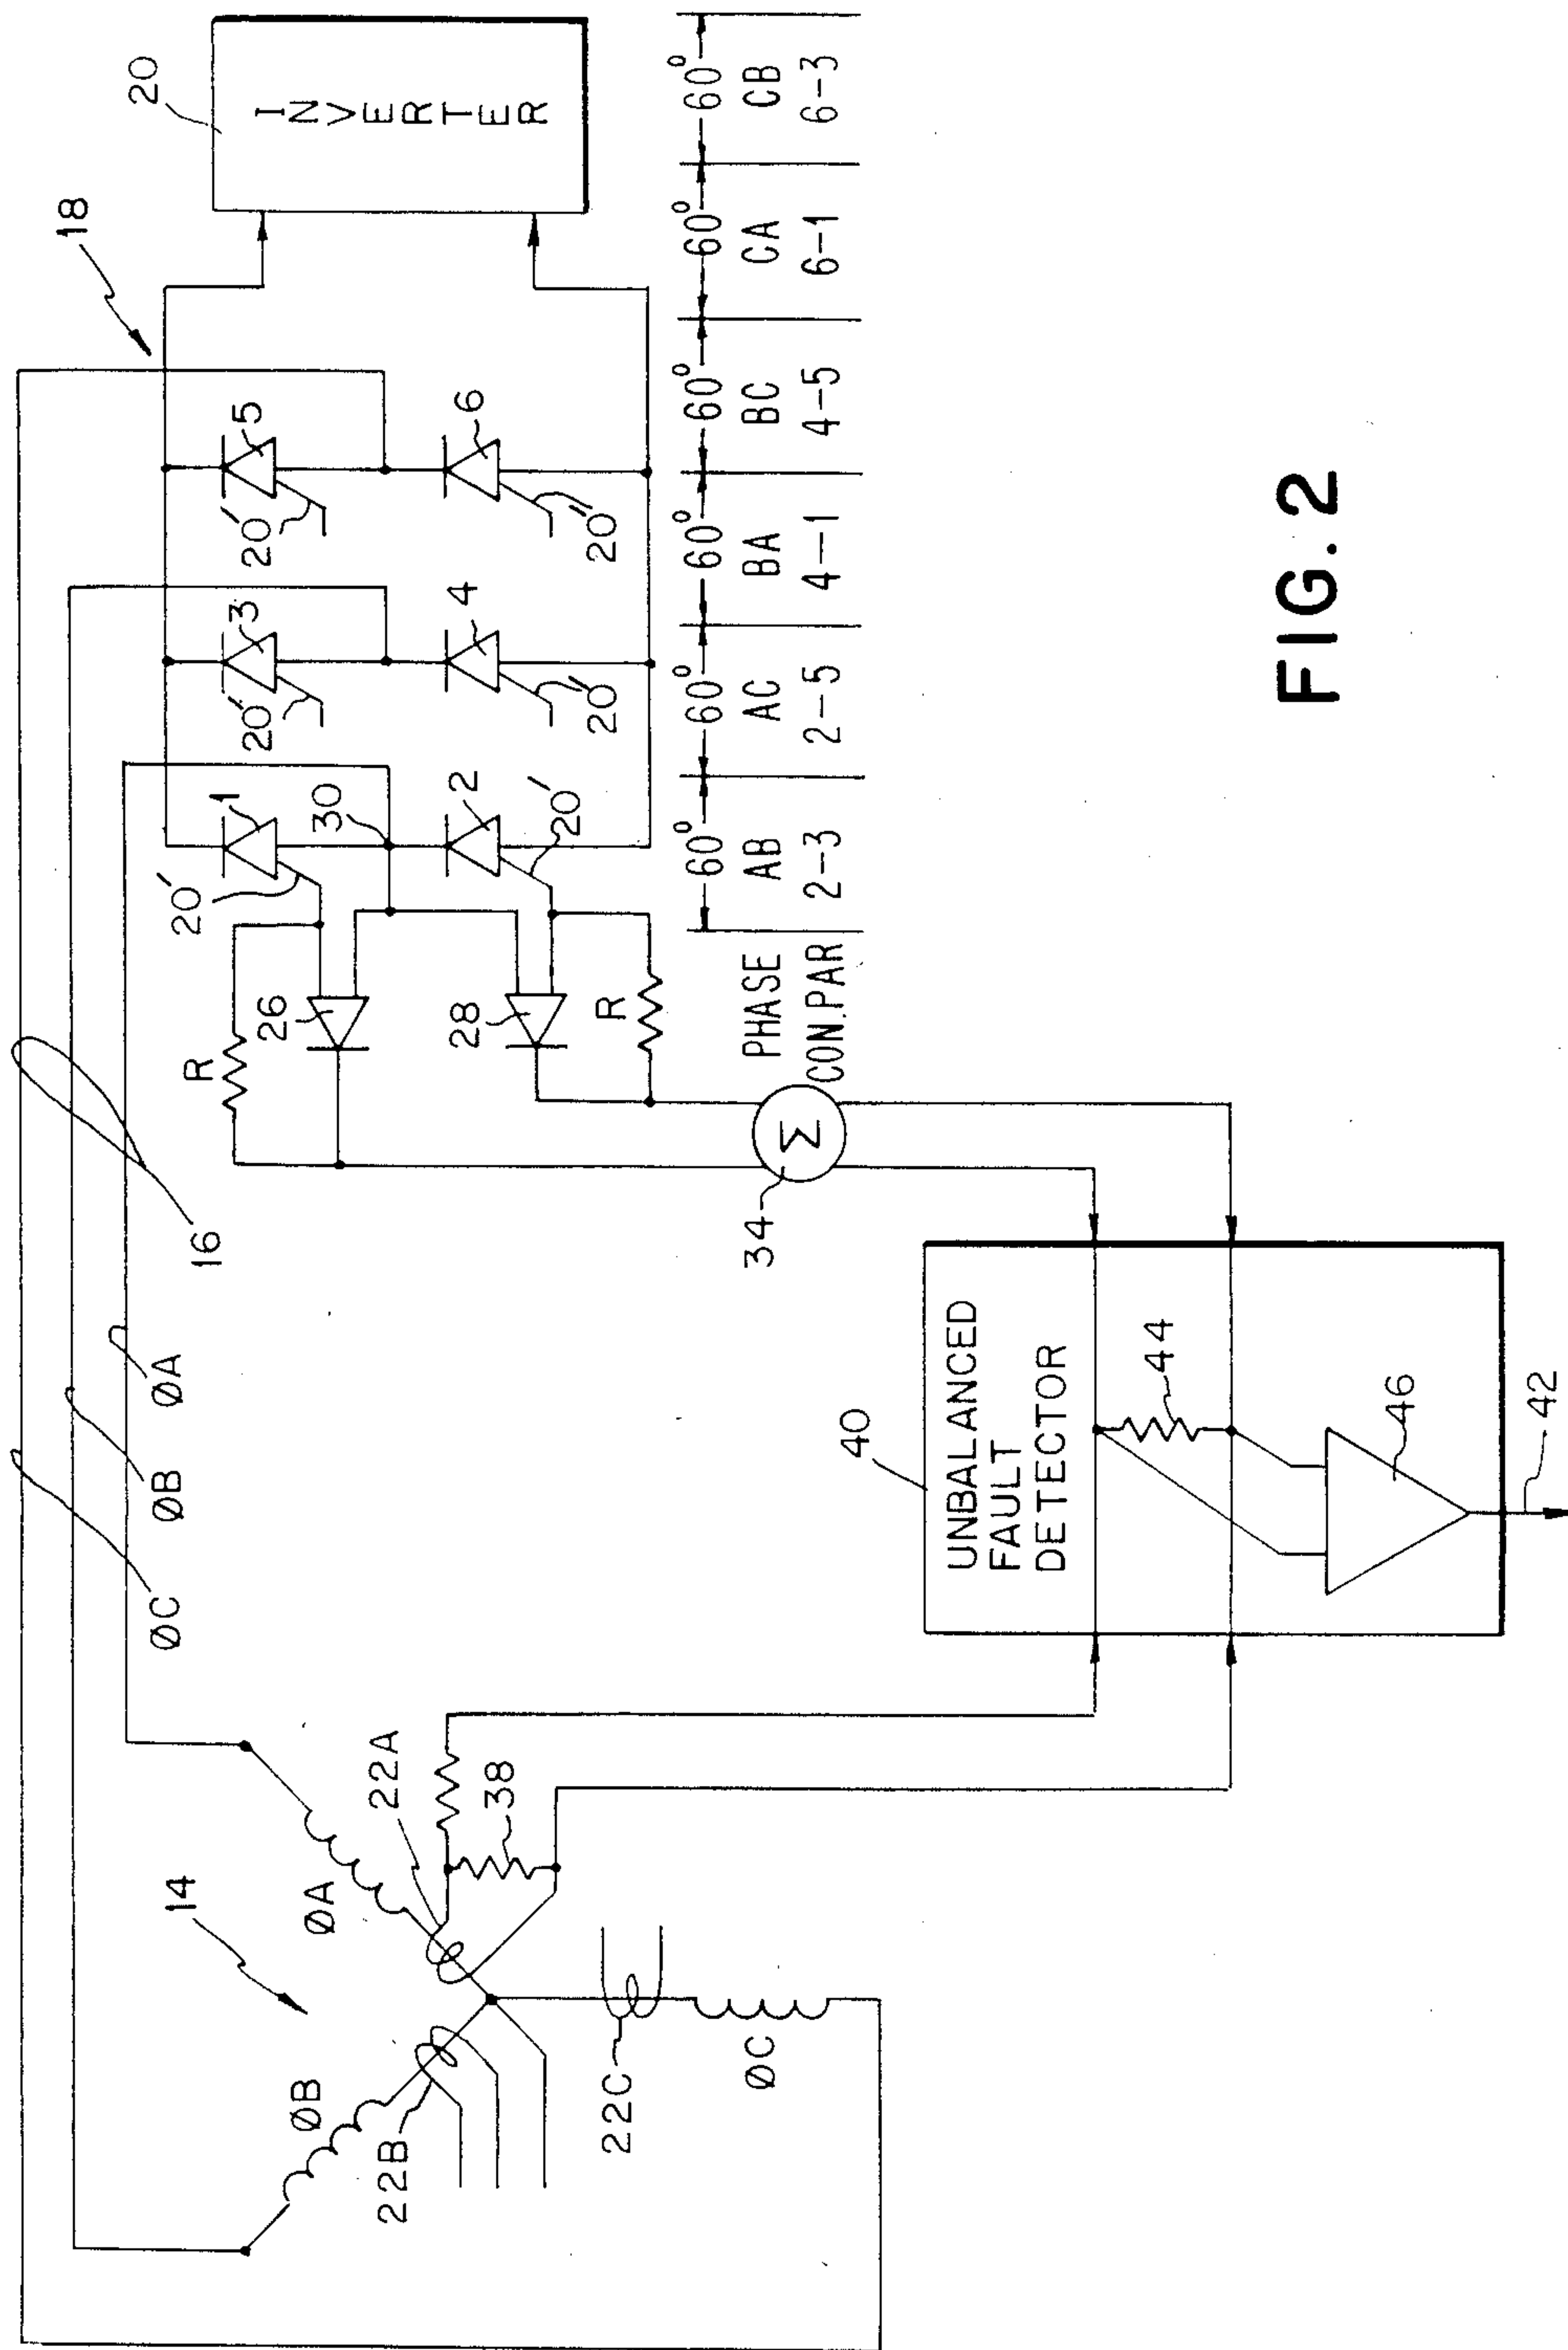 18
20
INVERTER
1
3
5
20'
20'
20'
30
2
4
6
20'
20'
20'
R
26
28
R
16
ØC
ØB
ØA
14
ØA
ØB
22A
22B
38
22C
ØC
PHASE
CON.PAR
60°
60°
60°
60°
60°
60°
AB
AC
BA
BC
CA
CB
2-3
2-5
4-1
4-5
6-1
6-3
34
Σ
40
UNBALANCED
FAULT
DETECTOR
44
46
42
FIG. 2